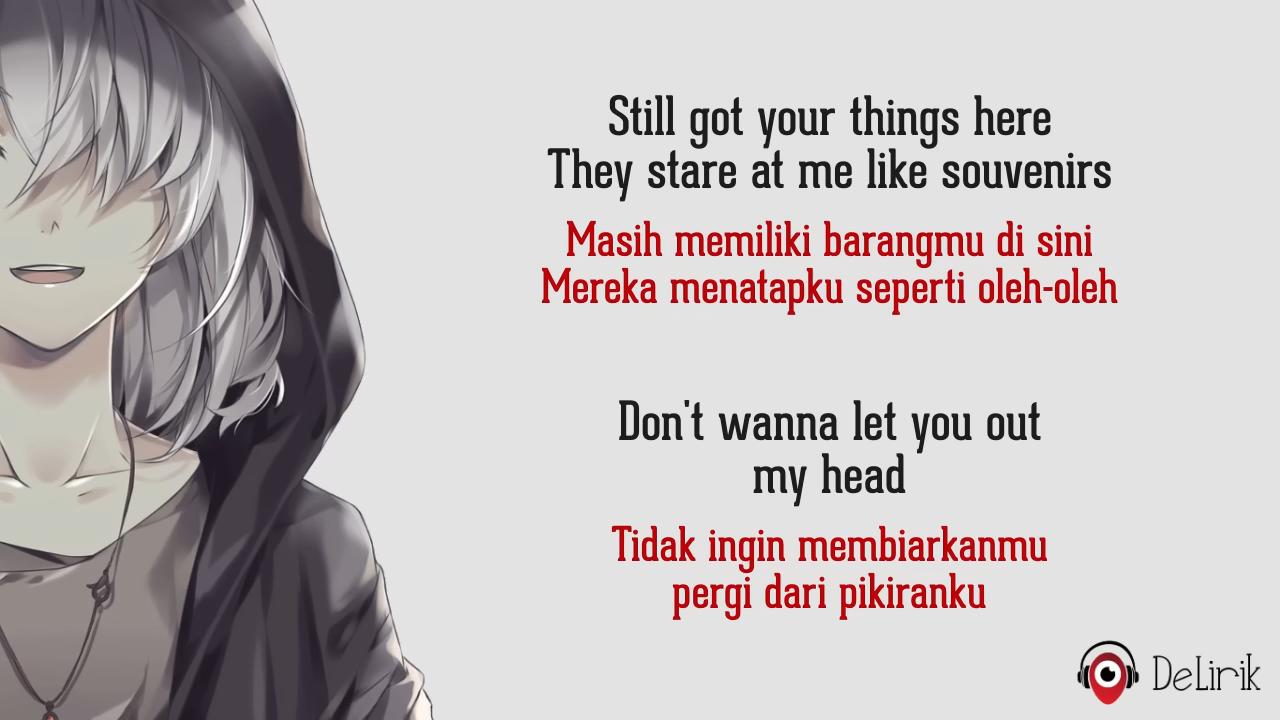 Still got your things here
They stare at me like souvenirs
Masih memiliki barangmu di sini
Mereka menatapku seperti oleh-oleh
Don't wanna let you out
my head
Tidak ingin membiarkanmu
pergi dari pikiranku
DeLirik